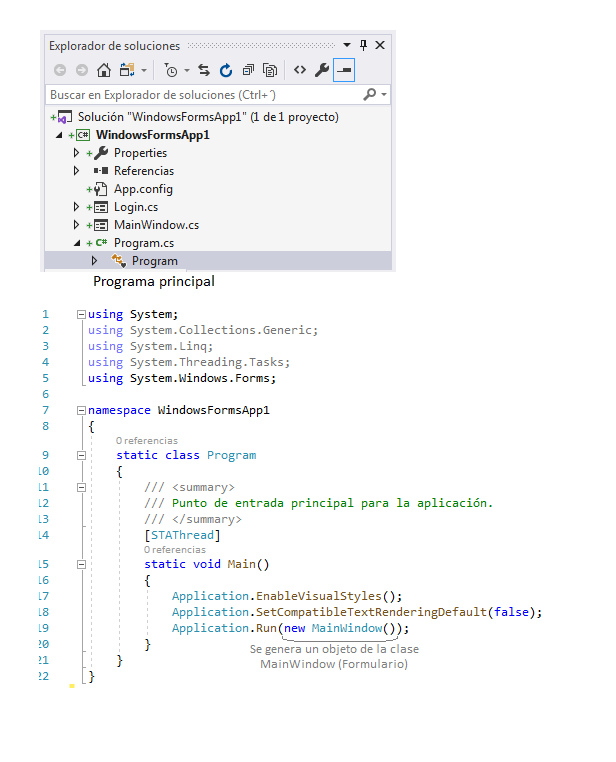 Explorador de soluciones
Buscar en Explorador de soluciones (Ctrl+´)
Solución "WindowsFormsApp1" (1 de 1 proyecto)
C# WindowsFormsApp1
Properties
Referencias
App.config
Login.cs
MainWindow.cs
C# Program.cs
Program
Programa principal
1 using System;
2 using System.Collections.Generic;
3 using System.Linq;
4 using System.Threading.Tasks;
5 using System.Windows.Forms;
6
7 namespace WindowsFormsApp1
8 {
0 referencias
9 static class Program
10 {
11 /// <summary>
12 /// Punto de entrada principal para la aplicación.
13 /// </summary>
14 [STAThread]
0 referencias
15 static void Main()
16 {
17 Application.EnableVisualStyles();
18 Application.SetCompatibleTextRenderingDefault(false);
19 Application.Run(new MainWindow());
20 }
Se genera un objeto de la clase
MainWindow (Formulario)
21 }
22 }